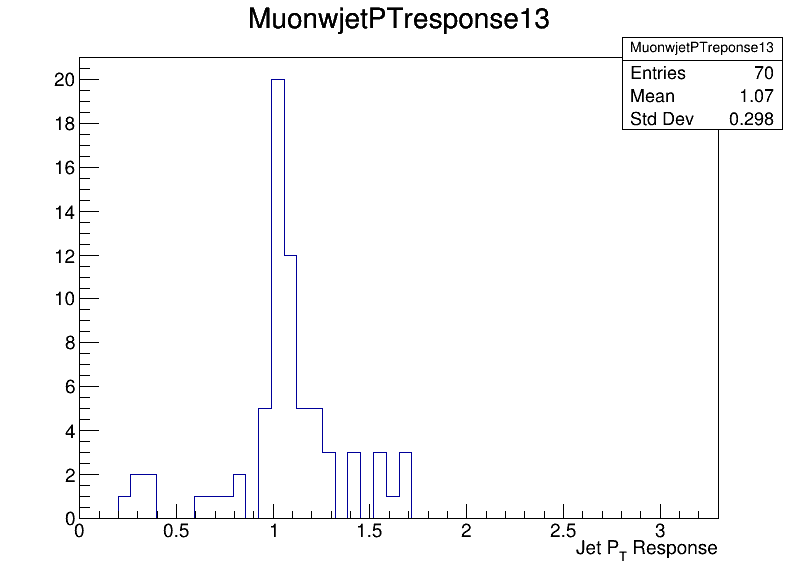 MuonwjetPTresponse13
MuonwjetPTreponse13
Entries 70
Mean 1.07
Std Dev 0.298
20
18
16
14
12
10
8
6
4
2
0
0 0.5 1 1.5 2 2.5 3
Jet PT Response